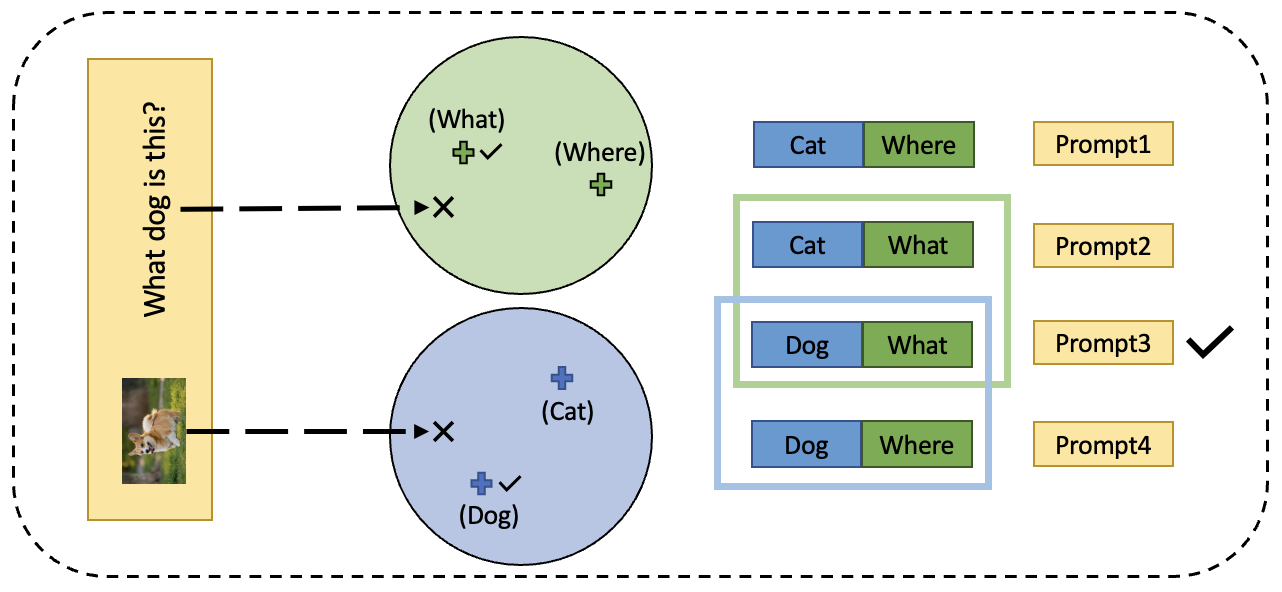 What dog is this?
(What)
(Where)
(Cat)
(Dog)
Cat Where Prompt1
Cat What Prompt2
Dog What Prompt3
Dog Where Prompt4